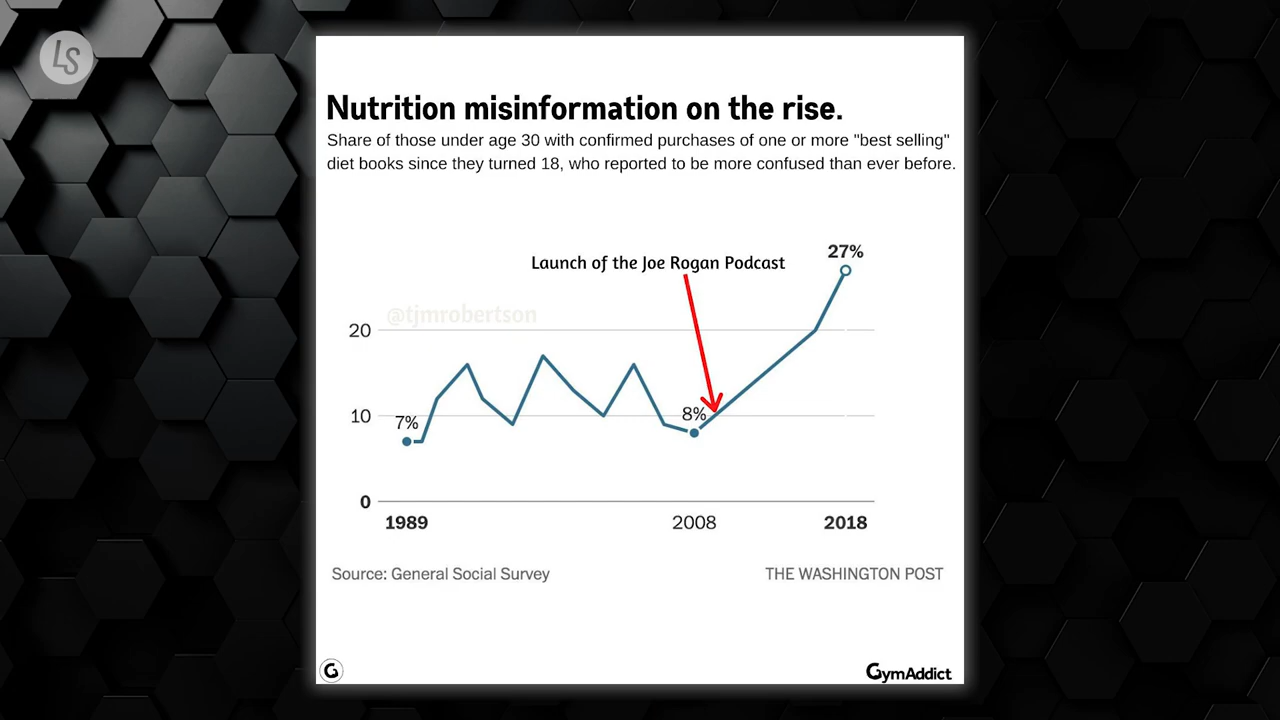 LS
Nutrition misinformation on the rise.
Share of those under age 30 with confirmed purchases of one or more "best selling"
diet books since they turned 18, who reported to be more confused than ever before.
27%
Launch of the Joe Rogan Podcast
@tjmrobertson
20
7%
8%
10
0
1989
2008
2018
Source: General Social Survey
THE WASHINGTON POST
G
GymAddict